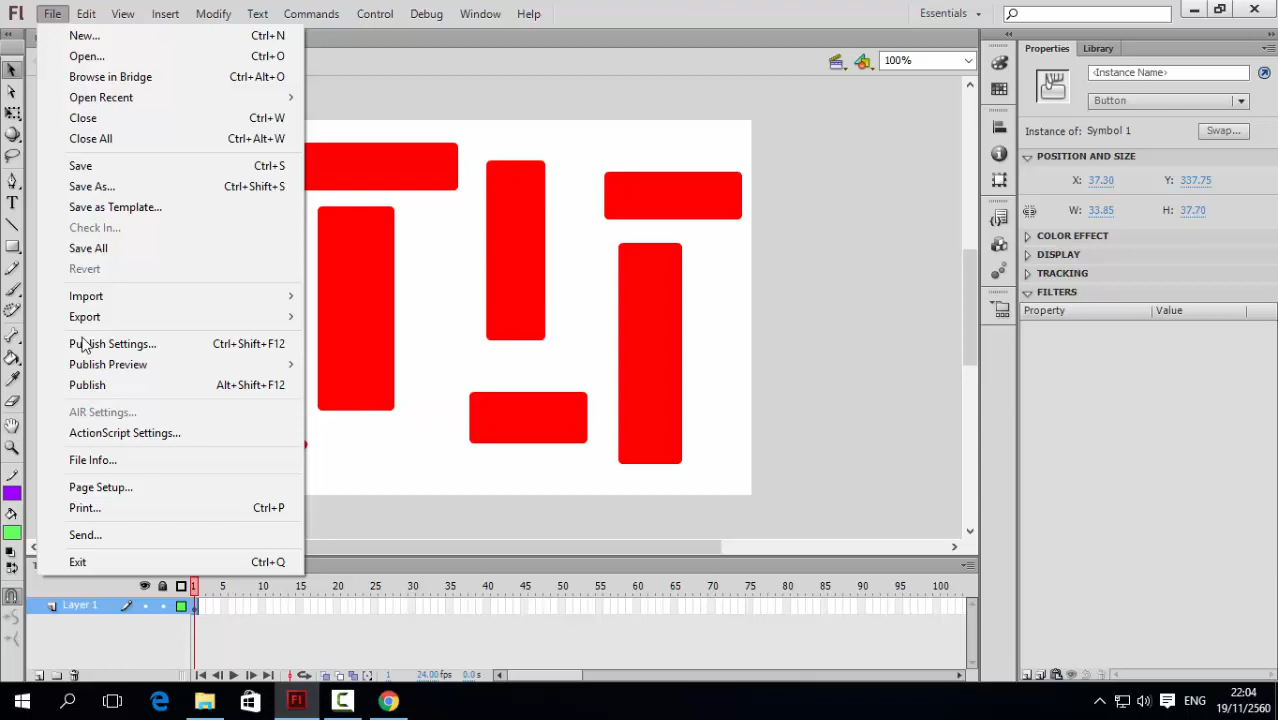 Fl File Edit View Insert Modify Text Commands Control Debug Window Help Essentials
New... Ctrl+N
Open... Ctrl+O
Browse in Bridge Ctrl+Alt+O
Open Recent
Close Ctrl+W
Close All Ctrl+Alt+W
Save Ctrl+S
Save As... Ctrl+Shift+S
Save as Template...
Check In...
Save All
Revert
Import
Export
Publish Settings... Ctrl+Shift+F12
Publish Preview
Publish Alt+Shift+F12
AIR Settings...
ActionScript Settings...
File Info...
Page Setup...
Print... Ctrl+P
Send...
Exit Ctrl+Q
100%
Properties Library
<Instance Name>
Button
Instance of: Symbol 1 Swap...
POSITION AND SIZE
X: 37.30 Y: 337.75
W: 33.85 H: 37.70
COLOR EFFECT
DISPLAY
TRACKING
FILTERS
Property Value
1 5 10 15 20 25 30 35 40 45 50 55 60 65 70 75 80 85 90 95 100
Layer 1
1 24.00 fps 0.0 s
Fl ENG 22:04
19/11/2560